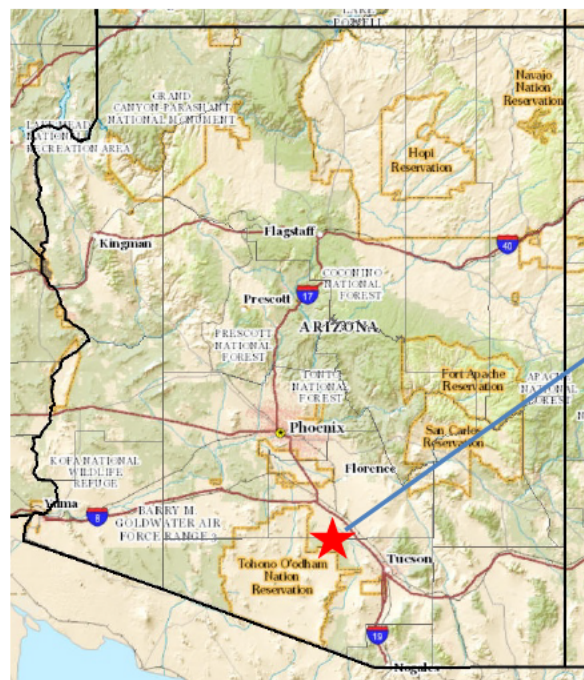 LAKE
POWELL
GRAND
CANYON-PARASHANT
NATIONAL MONUMENT
Navajo
Nation
Reservation
LAKE MEAD
NATIONAL
RECREATION AREA
Hopi
Reservation
Flagstaff
Kingman
40
COCONINO
NATIONAL
FOREST
Prescott
17
ARIZONA
PRESCOTT
NATIONAL
FOREST
TONTO
NATIONAL
FOREST
Fort Apache
Reservation
APACHE
NATIONAL
FOREST
Phoenix
San Carlos
Reservation
Florence
KOFA NATIONAL
WILDLIFE
REFUGE
Yuma
8
BARRY M.
GOLDWATER AIR
FORCE RANGE
Tucson
Tohono O'odham
Nation
Reservation
19
Nogales